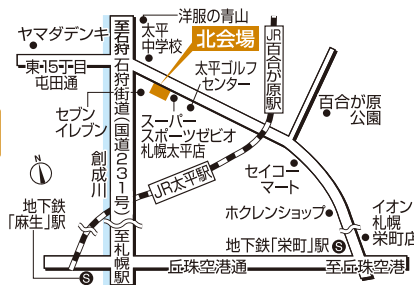 洋服の青山
至石狩
太平
中学校
北会場
ヤマダデンキ
東15丁目
屯田通
太平ゴルフ
センター
JR
百合が原駅
百合が原
公園
石狩街道(国道231号)
セブン
イレブン
スーパー
スポーツゼビオ
札幌太平店
創成川
N
JR太平駅
セイコー
マート
ホクレンショップ
イオン
札幌
栄町店
地下鉄
「麻生」駅
地下鉄「栄町」駅
S
至札幌駅
S
丘珠空港通
至丘珠空港